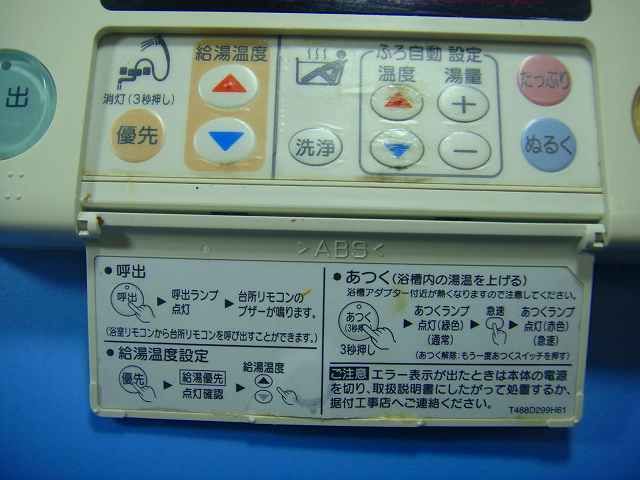 給湯温度
ふろ自動 設定
温度 湯量
消灯(3秒押し)
出
優先
洗浄
+
−
たっぷり
ぬるく
>ABS<
●呼出
呼出
呼出ランプ
点灯
台所リモコンの
ブザーが鳴ります。
(浴室リモコンから台所リモコンを呼び出すことができます。)
●給湯温度設定
優先
給湯優先
点灯確認
給湯温度
●あつく(浴槽内の湯温を上げる)
浴槽アダプター付近が熱くなりますので注意してください。
あつく
(3秒押し)
3秒押し
あつくランプ
点灯(緑色)
(通常)
急速
あつくランプ
点灯(赤色)
(急速)
(あつく解除:もう一度あつくスイッチを押す)
ご注意 エラー表示が出たときは本体の電源
を切り、取扱説明書にしたがって処置するか、
据付工事店へご連絡ください。
T488D299H61